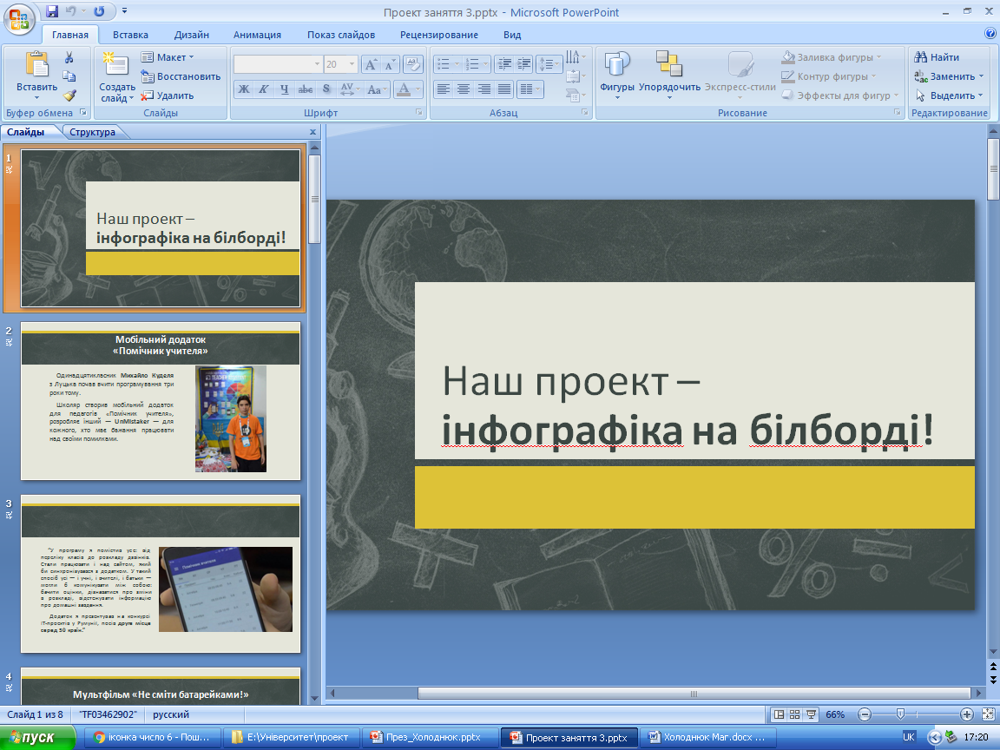 Проект заняття 3.pptx - Microsoft PowerPoint
Главная Вставка Дизайн Анимация Показ слайдов Рецензирование Вид
Вставить
Буфер обмена
Создать слайд
Макет
Восстановить
Удалить
Слайды
20
Ж К Ч abc S AV Aa A
Шрифт
Абзац
Фигуры Упорядочить Экспресс-стили
Заливка фигуры
Контур фигуры
Эффекты для фигур
Рисование
Найти
Заменить
Выделить
Редактирование
Слайды Структура
1
Наш проект –
інфографіка на білборді!
2
Мобільний додаток
«Помічник учителя»
Одинадцятикласник Михайло Куделя
з Луцька почав вчити програмування три
роки тому.
Школяр створив мобільний додаток
для педагогів «Помічник учителя»,
розробляє інший — UnMistaker — для
кожного, хто має бажання працювати
над своїми помилками.
3
"У програму я помістив усе: від
переліку класів до розкладу дзвінків.
Стали працювати і над сайтом, який
би синхронізувався з додатком. У такий
спосіб усі — і учні, і вчителі, і батьки —
могли б комунікувати між собою:
бачити оцінки, дізнаватися про зміни
в розкладі, відстежувати інформацію
про домашні завдання.
Додаток я презентував на конкурсі
ІТ-проектів у Румунії, посів друге місце
серед 50 країн."
4
Мультфільм «Не сміти батарейками!»
Наш проект –
інфографіка на білборді!
Слайд 1 из 8 "TF03462902" русский 66%
пуск іконка число 6 - Пош... E:\Університет\проект През_Холоднюк.pptx Проект заняття 3.pptx Холоднюк Маг.docx ... UK 17:20